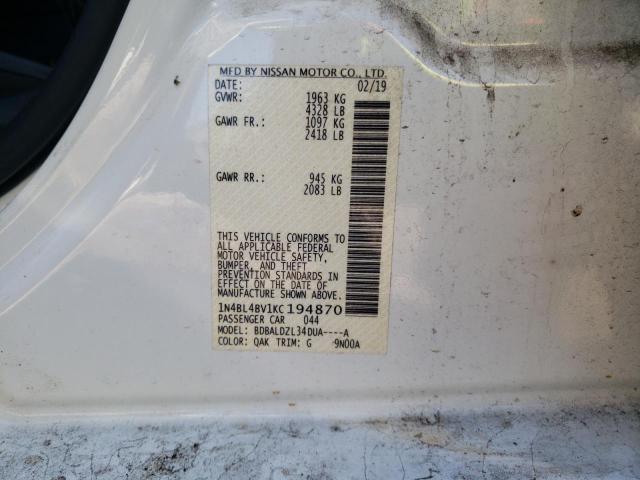 MFD BY NISSAN MOTOR CO., LTD.
DATE: 02/19
GVWR: 1963 KG
4328 LB
GAWR FR.: 1097 KG
2418 LB
GAWR RR.: 945 KG
2083 LB
THIS VEHICLE CONFORMS TO
ALL APPLICABLE FEDERAL
MOTOR VEHICLE SAFETY,
BUMPER, AND THEFT
PREVENTION STANDARDS IN
EFFECT ON THE DATE OF
MANUFACTURE SHOWN ABOVE.
1N4BL4BV1KC194870
PASSENGER CAR 044
MODEL: BDBALDZL34DUA----A
COLOR: QAK TRIM: G 9N00A